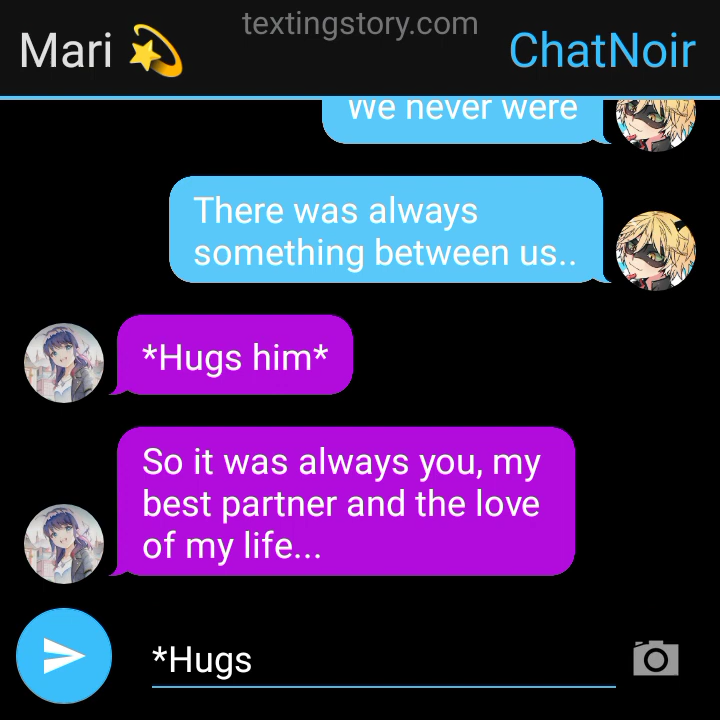 textingstory.com
Mari 💫
ChatNoir
We never were
There was always
something between us..
*Hugs him*
So it was always you, my
best partner and the love
of my life...
*Hugs